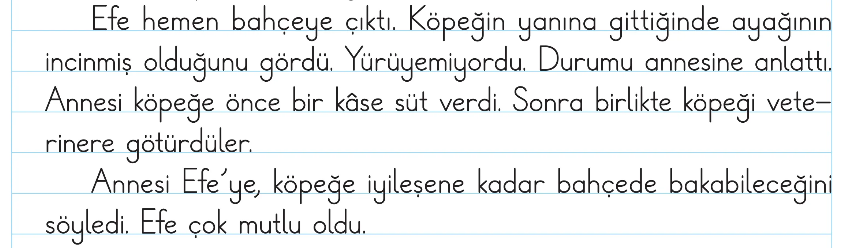 Efe hemen bahçeye çıktı. Köpeğin yanına gittiğinde ayağının
incinmiş olduğunu gördü. Yürüyemiyordu. Durumu annesine anlattı.
Annesi köpeğe önce bir kâse süt verdi. Sonra birlikte köpeği vete–
rinere götürdüler.
Annesi Efe’ye, köpeğe iyileşene kadar bahçede bakabileceğini
söyledi. Efe çok mutlu oldu.